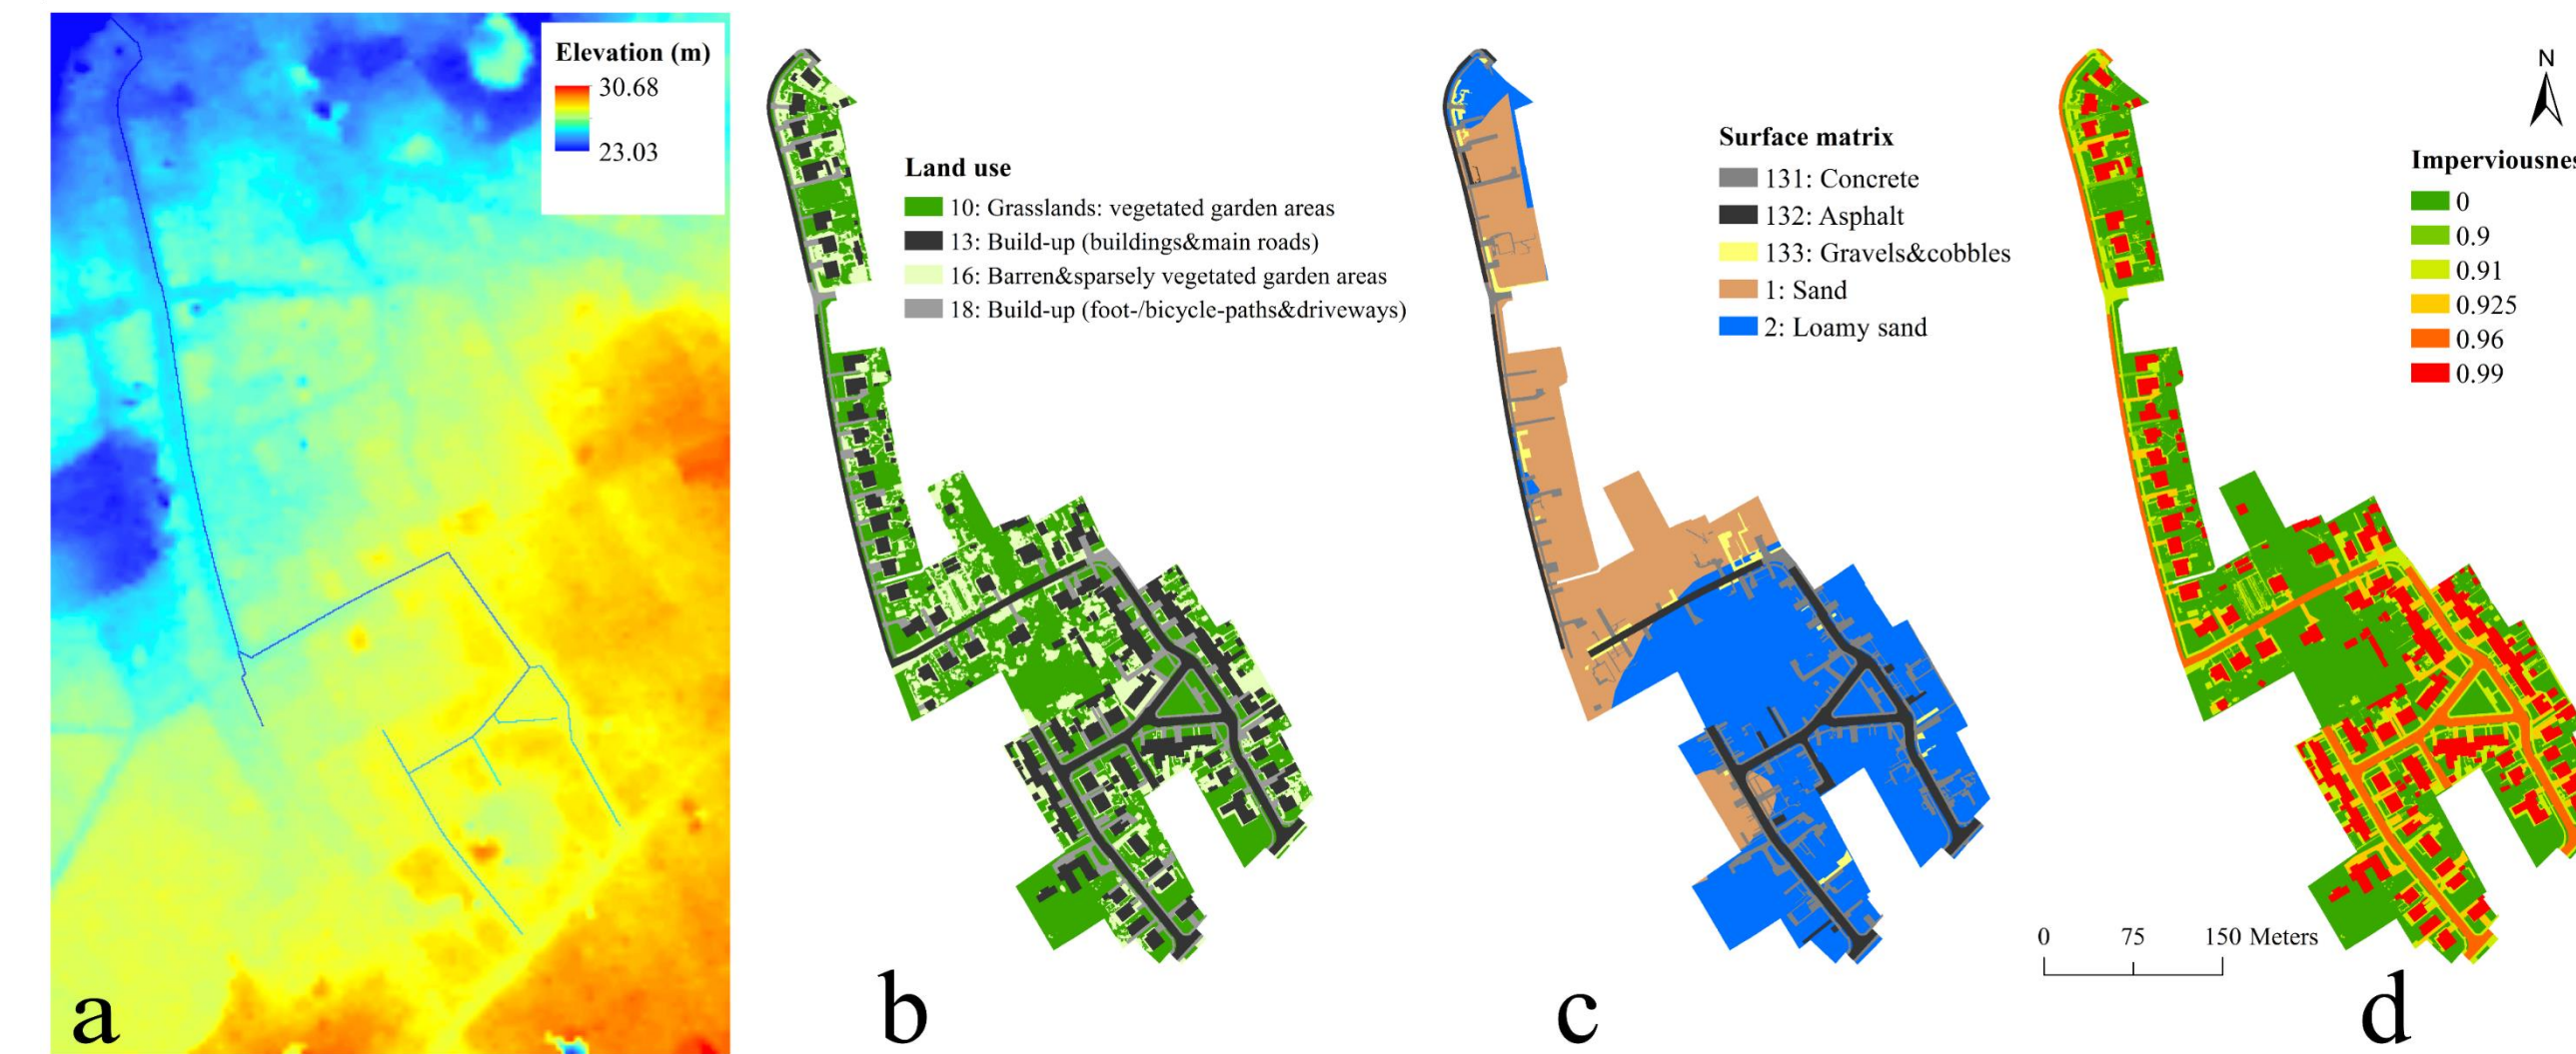 Elevation (m)
30.68
23.03
a
Land use
10: Grasslands: vegetated garden areas
13: Build-up (buildings&main roads)
16: Barren&sparsely vegetated garden areas
18: Build-up (foot-/bicycle-paths&driveways)
b
Surface matrix
131: Concrete
132: Asphalt
133: Gravels&cobbles
1: Sand
2: Loamy sand
c
N
Imperviousnes
0
0.9
0.91
0.925
0.96
0.99
0 75 150 Meters
d